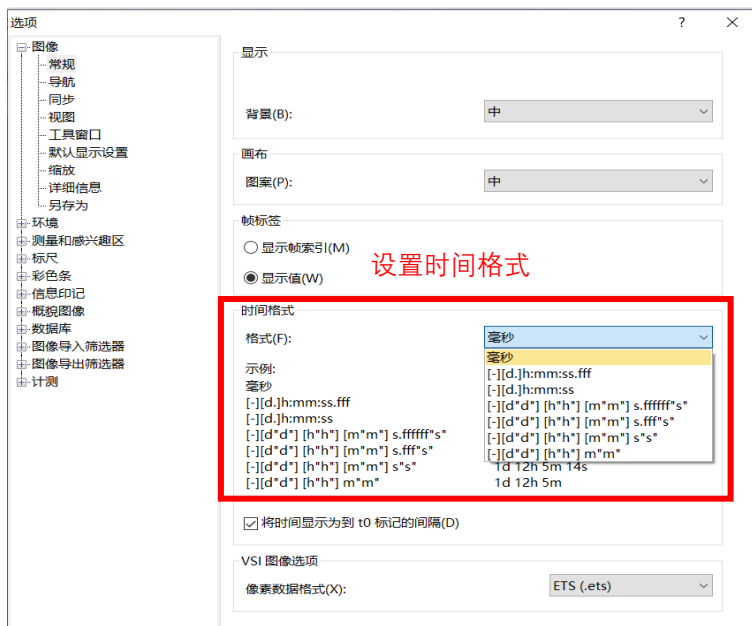 选项
?
图像
常规
导航
同步
视图
工具窗口
默认显示设置
缩放
详细信息
另存为
环境
测量和感兴趣区
标尺
彩色条
信息印记
概貌图像
数据库
图像导入筛选器
图像导出筛选器
计测
显示
背景(B):
中
画布
图案(P):
中
帧标签
显示帧索引(M)
显示值(W)
设置时间格式
时间格式
格式(F):
毫秒
示例:
毫秒
[-][d.]h:mm:ss.fff
[-][d.]h:mm:ss
[-][d"d"] [h"h"] [m"m"] s.ffffff"s"
[-][d"d"] [h"h"] [m"m"] s.fff"s"
[-][d"d"] [h"h"] [m"m"] s"s"
[-][d"d"] [h"h"] m"m"
毫秒
[-][d.]h:mm:ss.fff
[-][d.]h:mm:ss
[-][d"d"] [h"h"] [m"m"] s.ffffff"s"
[-][d"d"] [h"h"] [m"m"] s.fff"s"
[-][d"d"] [h"h"] [m"m"] s"s"
[-][d"d"] [h"h"] m"m"
1d 12h 5m 14s
1d 12h 5m
将时间显示为到 t0 标记的间隔(D)
VSI 图像选项
像素数据格式(X):
ETS (.ets)